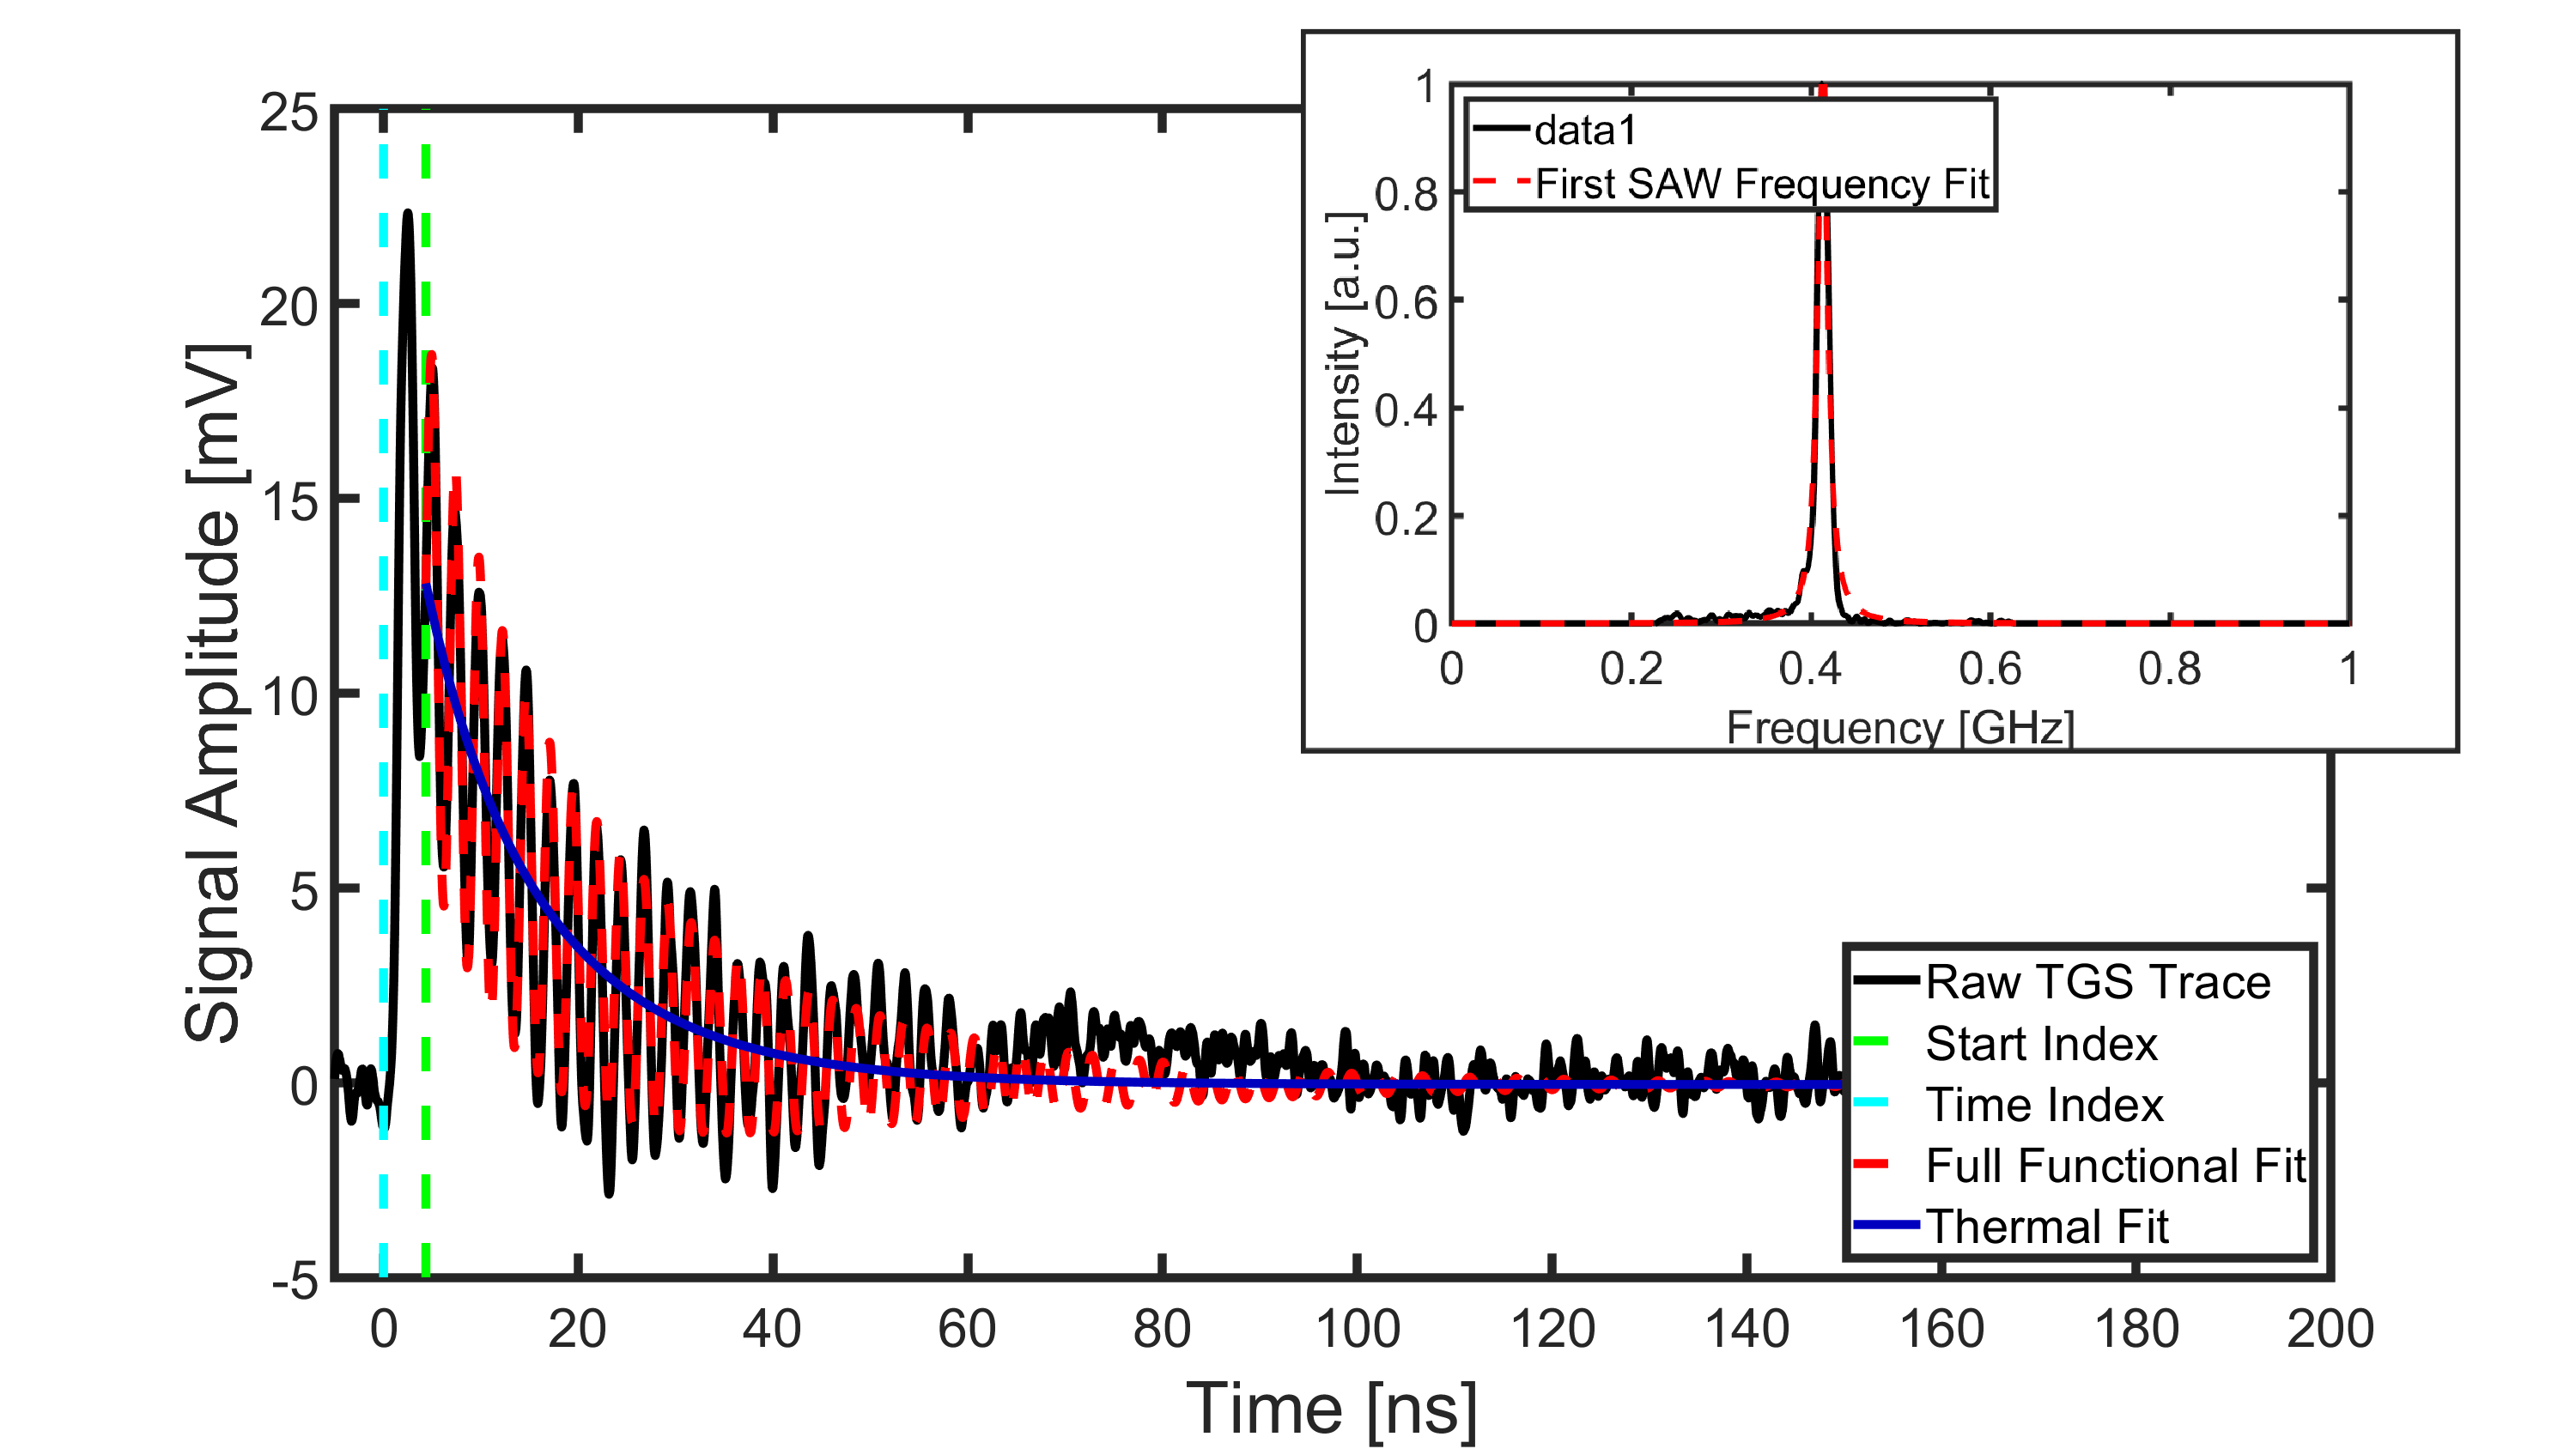 25
20
15
10
5
0
-5
Signal Amplitude [mV]
0 20 40 60 80 100 120 140 160 180 200
Time [ns]
1
0.8
0.6
0.4
0.2
0
Intensity [a.u.]
data1
First SAW Frequency Fit
0 0.2 0.4 0.6 0.8 1
Frequency [GHz]
Raw TGS Trace
Start Index
Time Index
Full Functional Fit
Thermal Fit